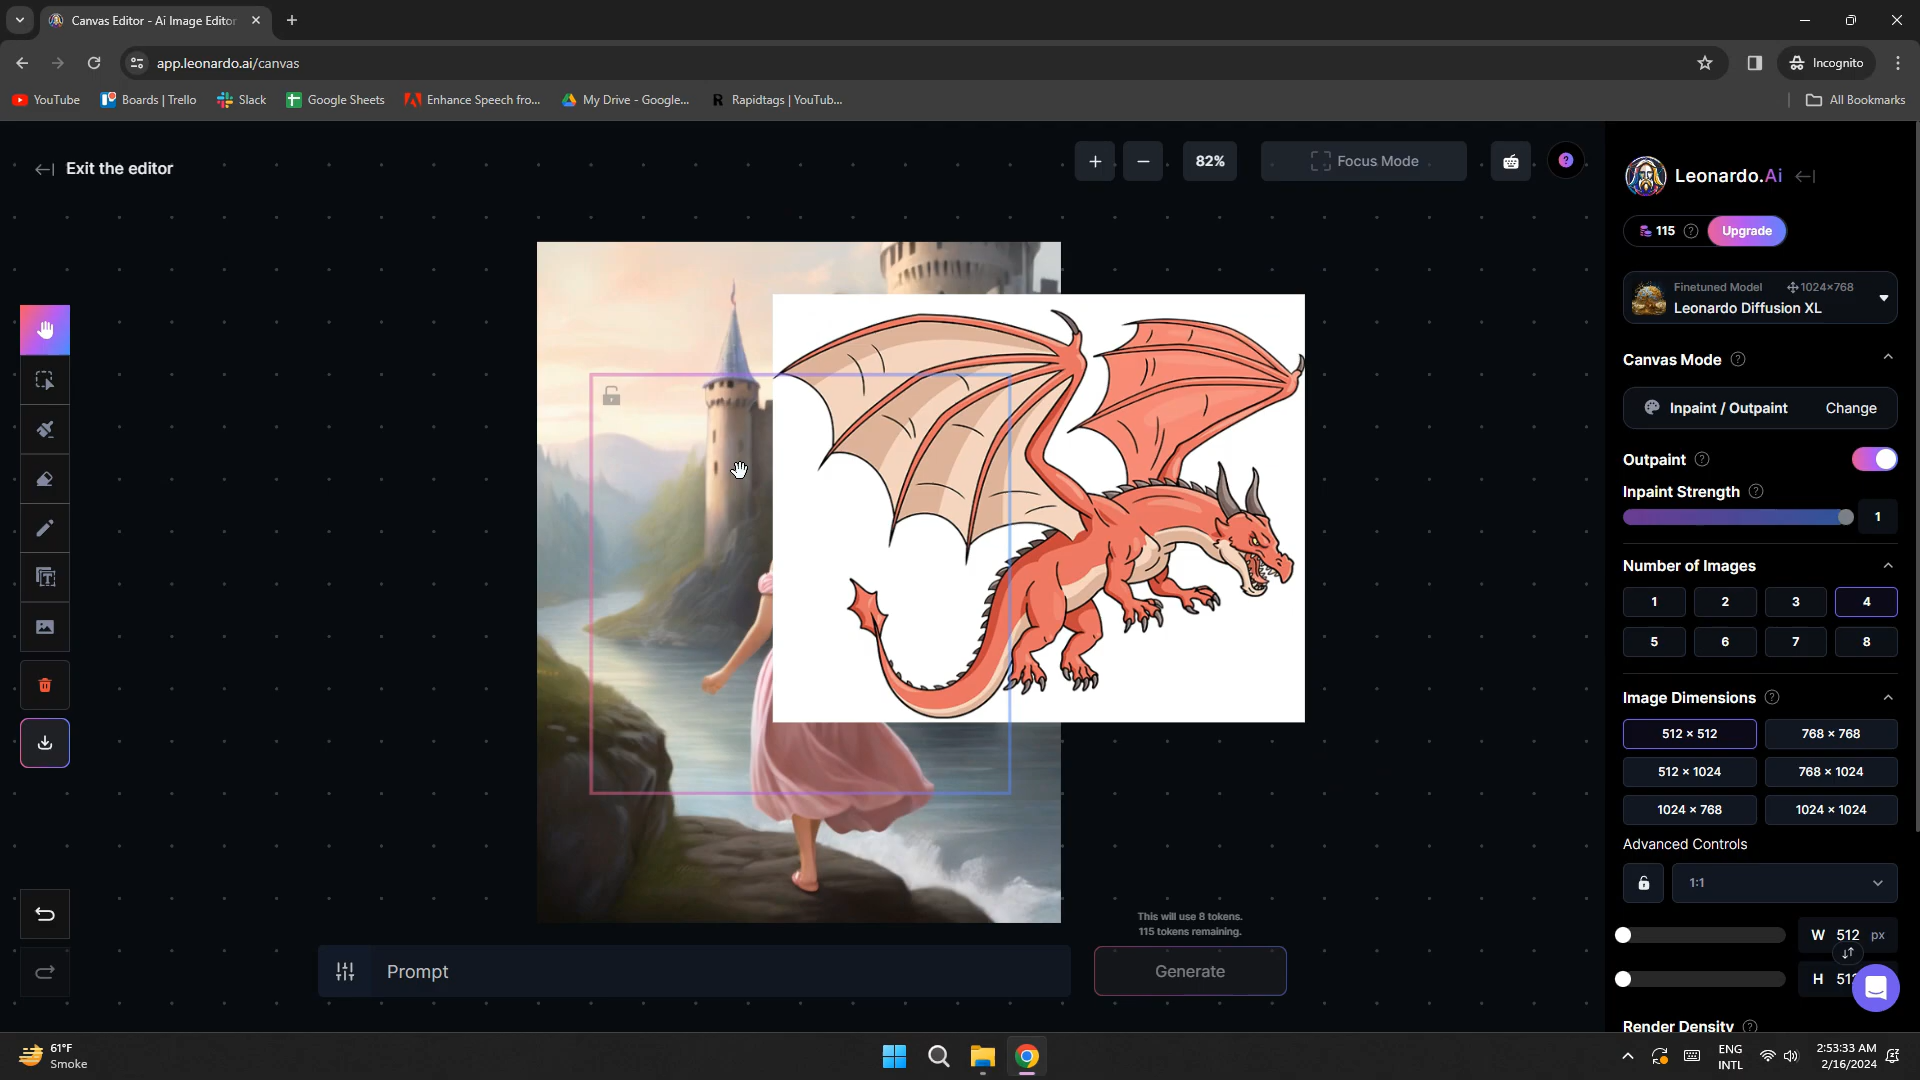 Canvas Editor - Ai Image Editor
app.leonardo.ai/canvas
Incognito
YouTube
Boards | Trello
Slack
Google Sheets
Enhance Speech fro...
My Drive - Google...
Rapidtags | YouTub...
All Bookmarks
Exit the editor
82%
Focus Mode
Leonardo.Ai
115
Upgrade
Finetuned Model
1024×768
Leonardo Diffusion XL
Canvas Mode
Inpaint / Outpaint
Change
Outpaint
Inpaint Strength
1
Number of Images
1
2
3
4
5
6
7
8
Image Dimensions
512 × 512
768 × 768
512 × 1024
768 × 1024
1024 × 768
1024 × 1024
Advanced Controls
1:1
W 512 px
H 512
Render Density
This will use 8 tokens.
115 tokens remaining.
Prompt
Generate
61°F
Smoke
ENG
INTL
2:53:33 AM
2/16/2024